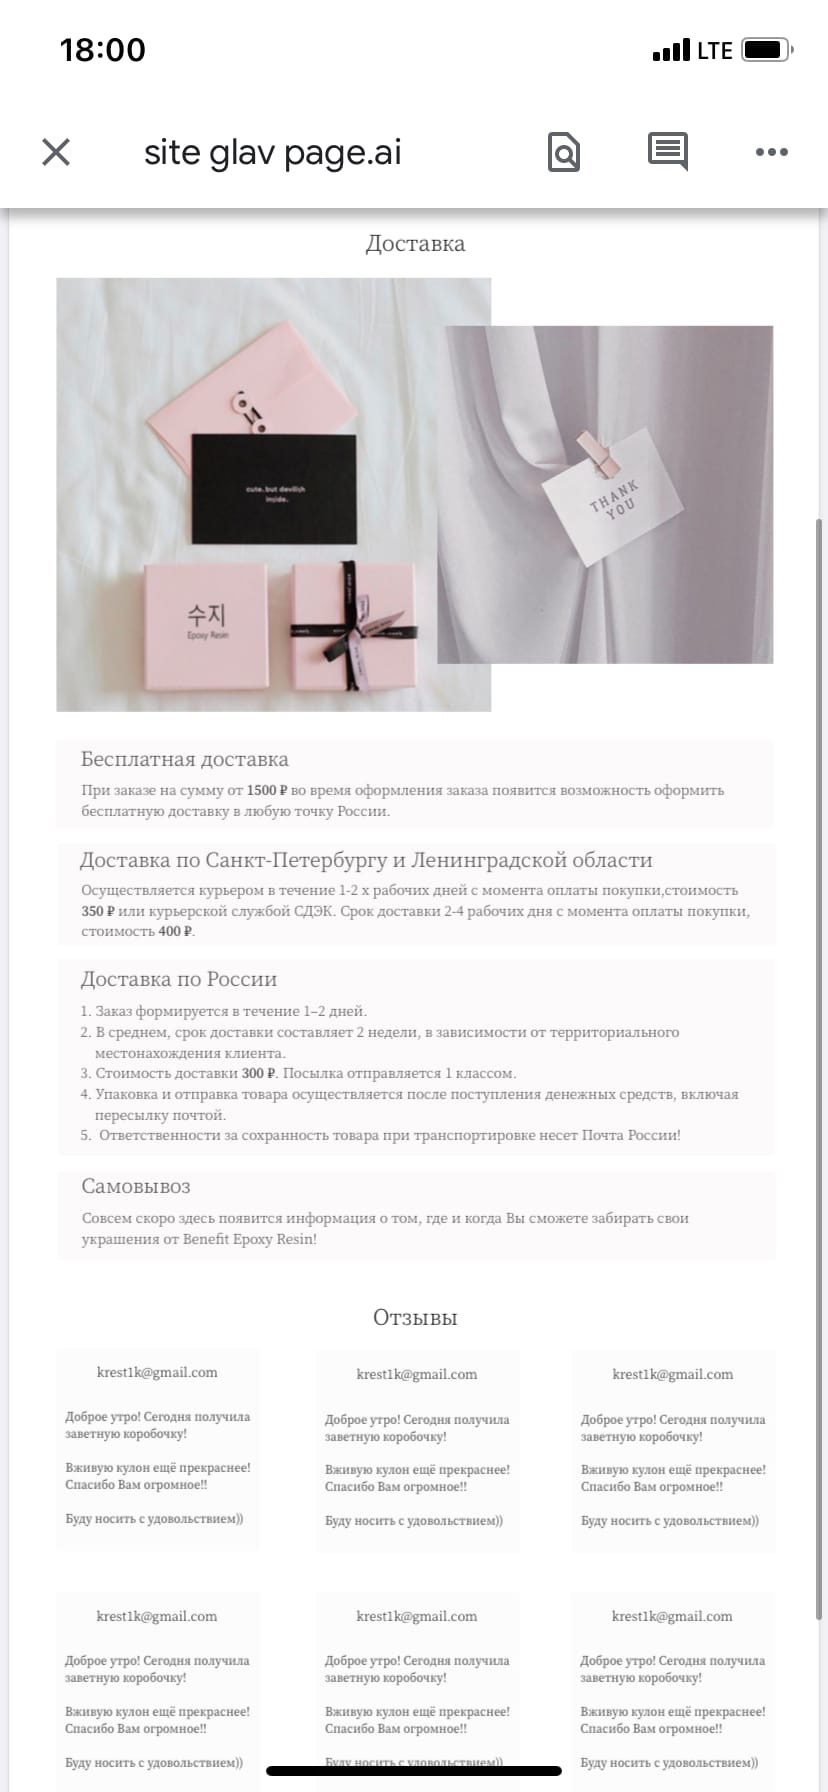 18:00
LTE
site glav page.ai
Доставка
cute. but devilish
inside.
THANK
YOU
수지
Epoxy Resin
Бесплатная доставка
При заказе на сумму от 1500 ₽ во время оформления заказа появится возможность оформить
бесплатную доставку в любую точку России.
Доставка по Санкт-Петербургу и Ленинградской области
Осуществляется курьером в течение 1-2 х рабочих дней с момента оплаты покупки,стоимость
350 ₽ или курьерской службой СДЭК. Срок доставки 2-4 рабочих дня с момента оплаты покупки,
стоимость 400 ₽.
Доставка по России
1. Заказ формируется в течение 1–2 дней.
2. В среднем, срок доставки составляет 2 недели, в зависимости от территориального
местонахождения клиента.
3. Стоимость доставки 300 ₽. Посылка отправляется 1 классом.
4. Упаковка и отправка товара осуществляется после поступления денежных средств, включая
пересылку почтой.
5. Ответственности за сохранность товара при транспортировке несет Почта России!
Самовывоз
Совсем скоро здесь появится информация о том, где и когда Вы сможете забирать свои
украшения от Benefit Epoxy Resin!
Отзывы
krest1k@gmail.com
Доброе утро! Сегодня получила
заветную коробочку!
Вживую кулон ещё прекраснее!
Спасибо Вам огромное!!
Буду носить с удовольствием))
krest1k@gmail.com
Доброе утро! Сегодня получила
заветную коробочку!
Вживую кулон ещё прекраснее!
Спасибо Вам огромное!!
Буду носить с удовольствием))
krest1k@gmail.com
Доброе утро! Сегодня получила
заветную коробочку!
Вживую кулон ещё прекраснее!
Спасибо Вам огромное!!
Буду носить с удовольствием))
krest1k@gmail.com
Доброе утро! Сегодня получила
заветную коробочку!
Вживую кулон ещё прекраснее!
Спасибо Вам огромное!!
Буду носить с удовольствием))
krest1k@gmail.com
Доброе утро! Сегодня получила
заветную коробочку!
Вживую кулон ещё прекраснее!
Спасибо Вам огромное!!
Буду носить с удовольствием))
krest1k@gmail.com
Доброе утро! Сегодня получила
заветную коробочку!
Вживую кулон ещё прекраснее!
Спасибо Вам огромное!!
Буду носить с удовольствием))